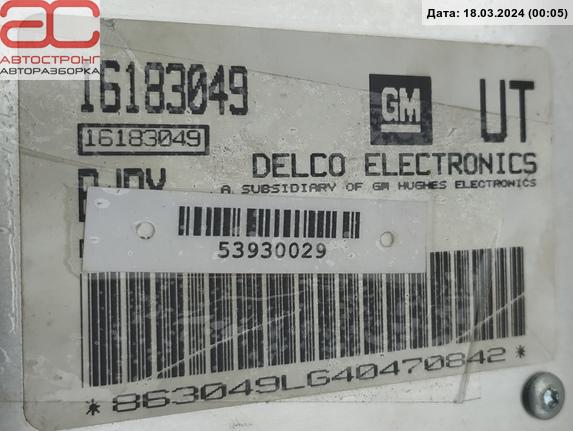 Дата: 18.03.2024 (00:05)
АС
АВТОСТРОНГ
АВТОРАЗБОРКА
16183049
16183049
GM
UT
DELCO ELECTRONICS
A SUBSIDIARY OF GM HUGHES ELECTRONICS
53930029
*863049LG40470842*